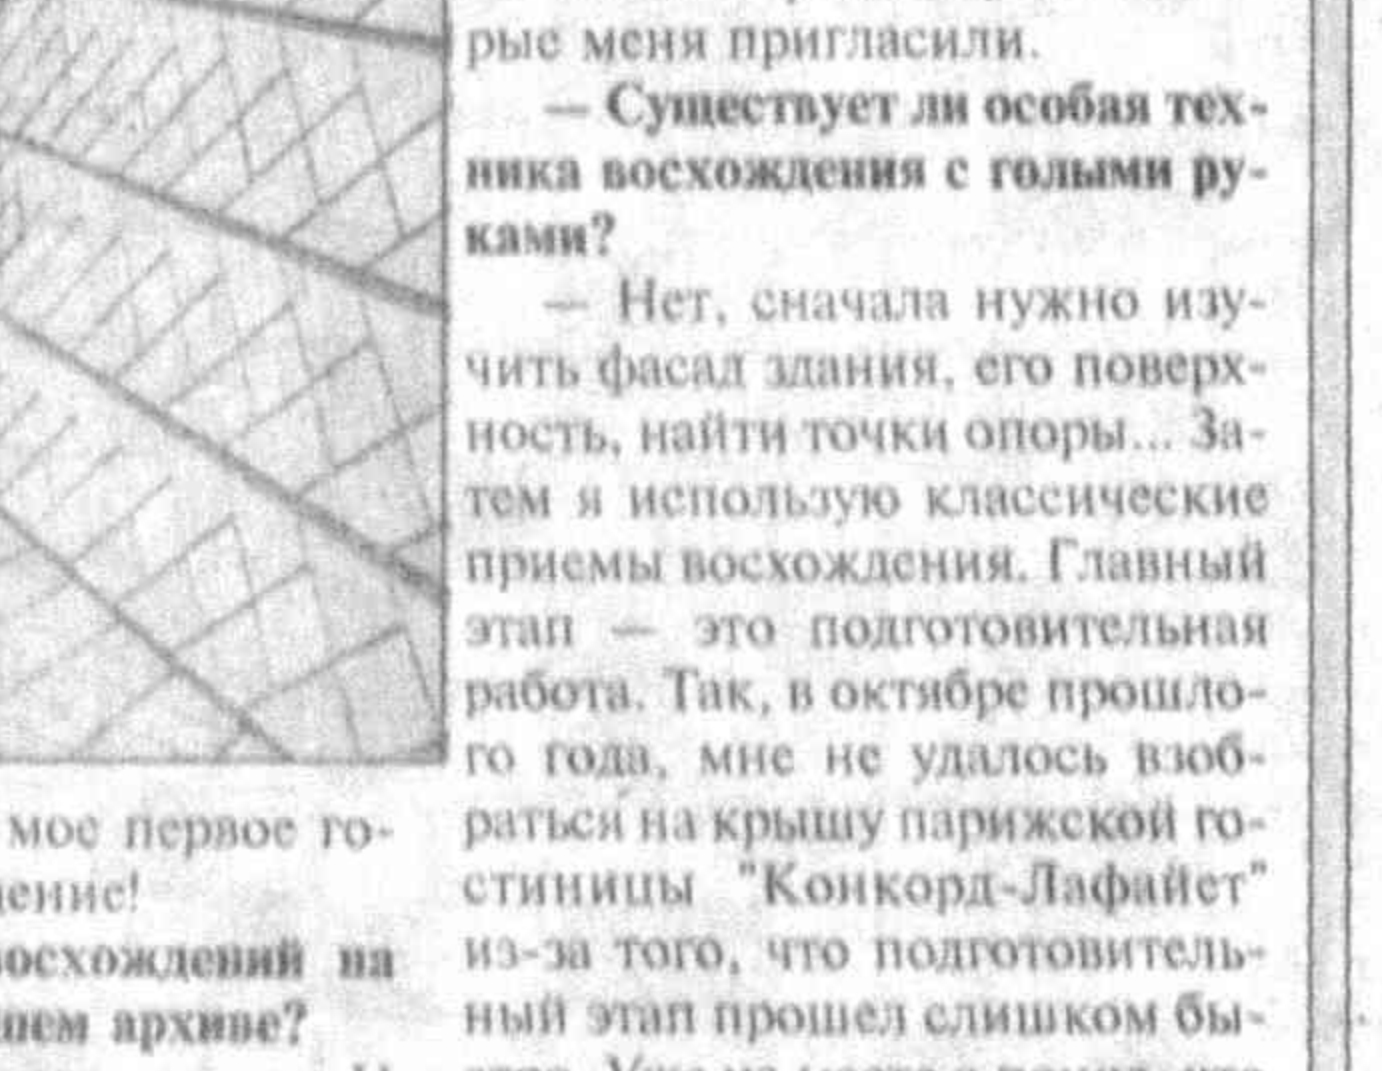 мое первое го-
ение!
восхождений на
шем архиве?
рые меня пригласили.
— Существует ли особая тех-
ника восхождения с голыми ру-
ками?
— Нет, сначала нужно изу-
чить фасад здания, его поверх-
ность, найти точки опоры... За-
тем я использую классические
приемы восхождения. Главный
этап — это подготовительная
работа. Так, в октябре прошло-
го года, мне не удалось взоб-
раться на крышу парижской го-
стиницы "Конкорд-Лафайет"
из-за того, что подготовитель-
ный этап прошел слишком бы-